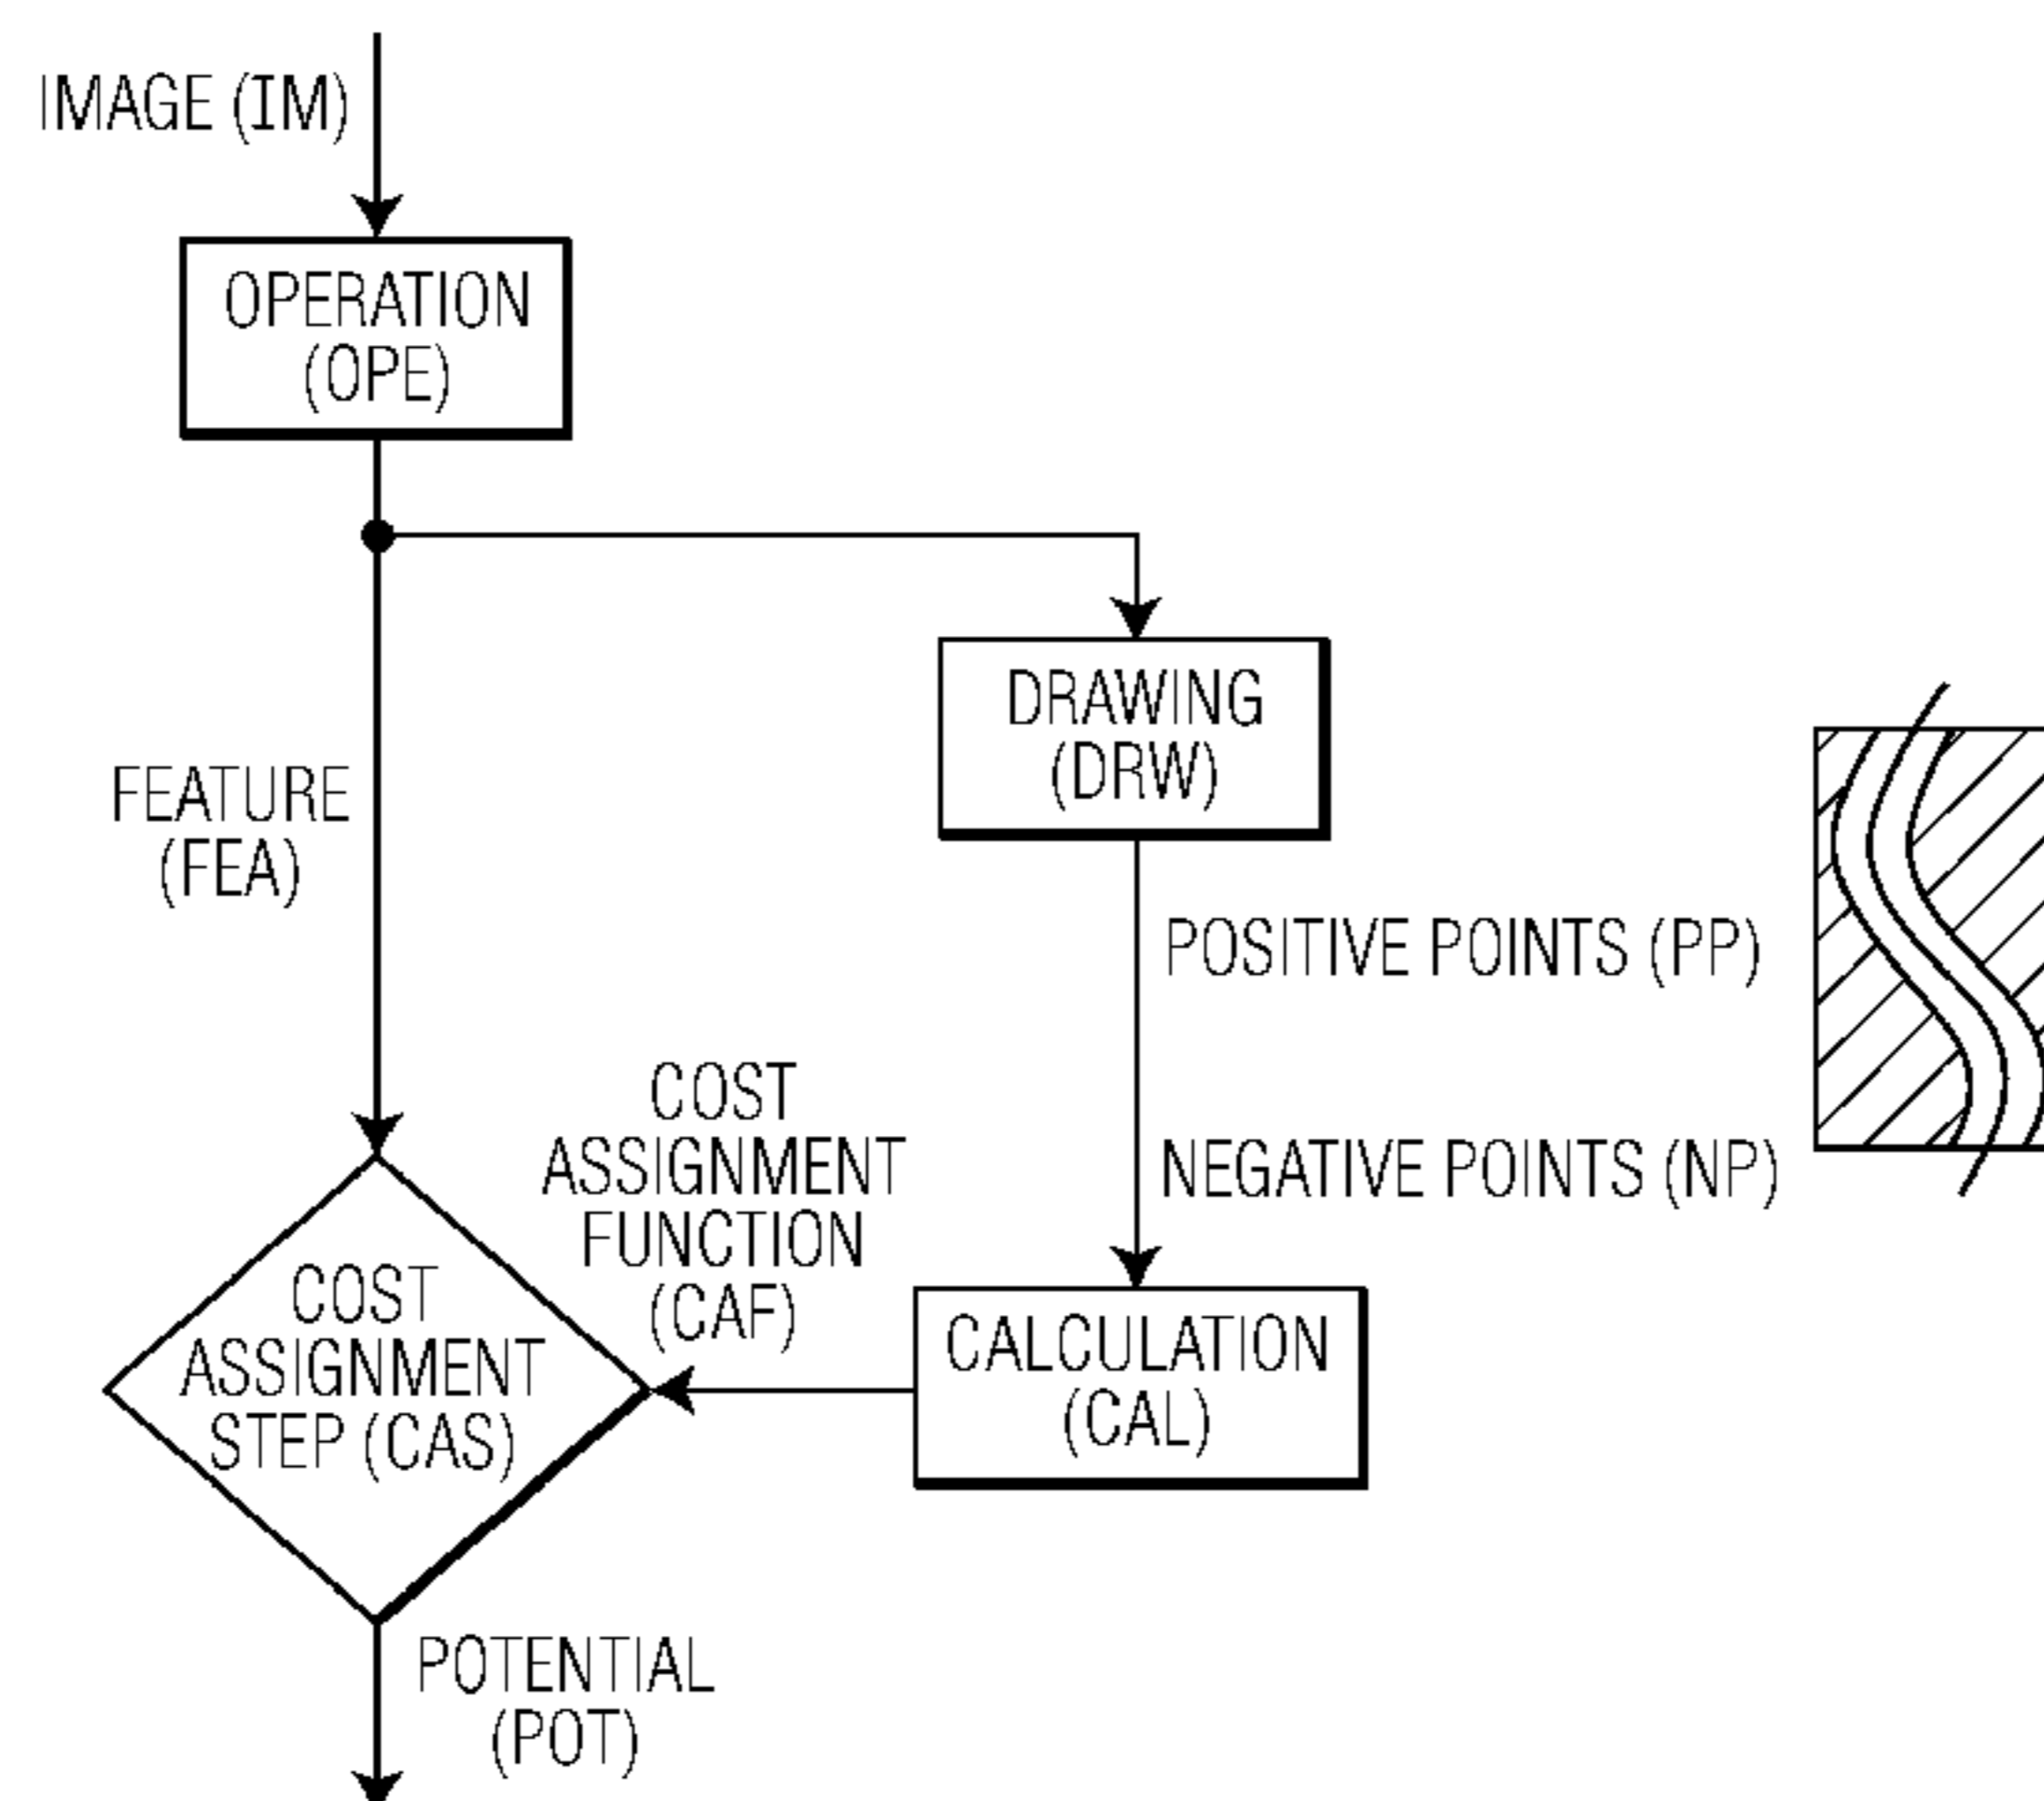 IMAGE (IM)
OPERATION
(OPE)
DRAWING
(DRW)
FEATURE
(FEA)
POSITIVE POINTS (PP)
NEGATIVE POINTS (NP)
COST
ASSIGNMENT
FUNCTION
(CAF)
CALCULATION
(CAL)
COST
ASSIGNMENT
STEP (CAS)
POTENTIAL
(POT)